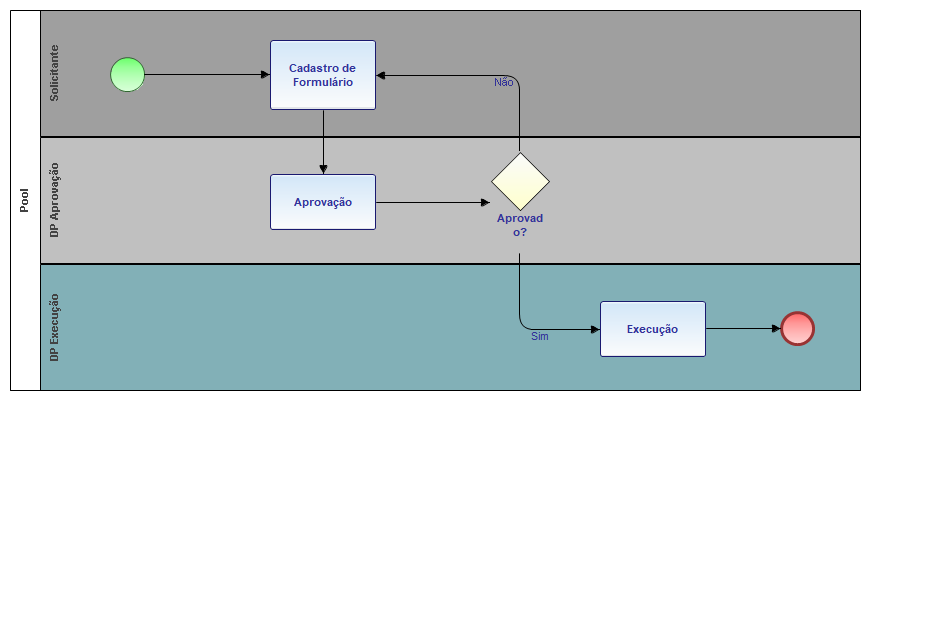 Pool
Solicitante
Cadastro de
Formulário
Não
DP Aprovação
Aprovação
Aprovad
o?
DP Execução
Sim
Execução